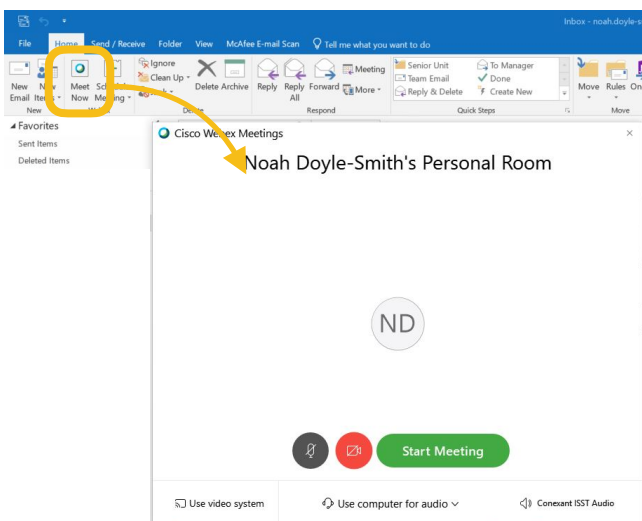 Inbox - noah.doyle-s
File Home Send / Receive Folder View McAfee E-mail Scan Tell me what you want to do
Ignore Meeting Senior Unit To Manager
Clean Up Team Email Done
New New Meet Delete Archive Reply Reply Forward More Reply & Delete Create New Move Rules
Email Items Now Meeting All
New Respond Quick Steps Move
Favorites
Sent Items
Deleted Items
Cisco Webex Meetings
Noah Doyle-Smith's Personal Room
ND
Start Meeting
Use video system Use computer for audio Conexant ISST Audio